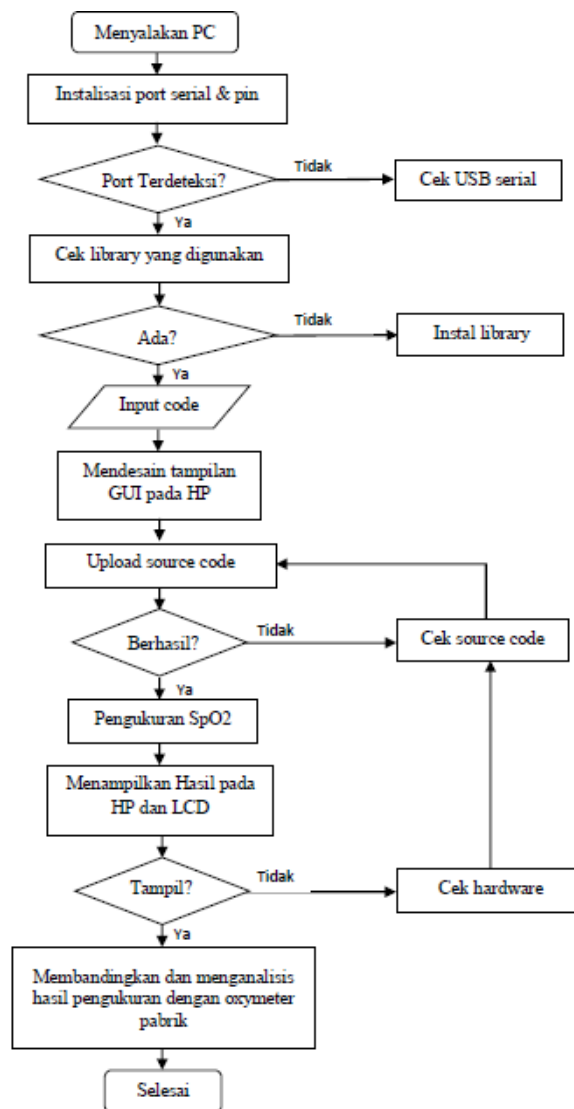 Menyalakan PC
Instalisasi port serial & pin
Port Terdeteksi?
Tidak
Cek USB serial
Ya
Cek library yang digunakan
Ada?
Tidak
Instal library
Ya
Input code
Mendesain tampilan
GUI pada HP
Upload source code
Berhasil?
Tidak
Cek source code
Ya
Pengukuran SpO2
Menampilkan Hasil pada
HP dan LCD
Tampil?
Tidak
Cek hardware
Ya
Membandingkan dan menganalisis
hasil pengukuran dengan oxymeter
pabrik
Selesai